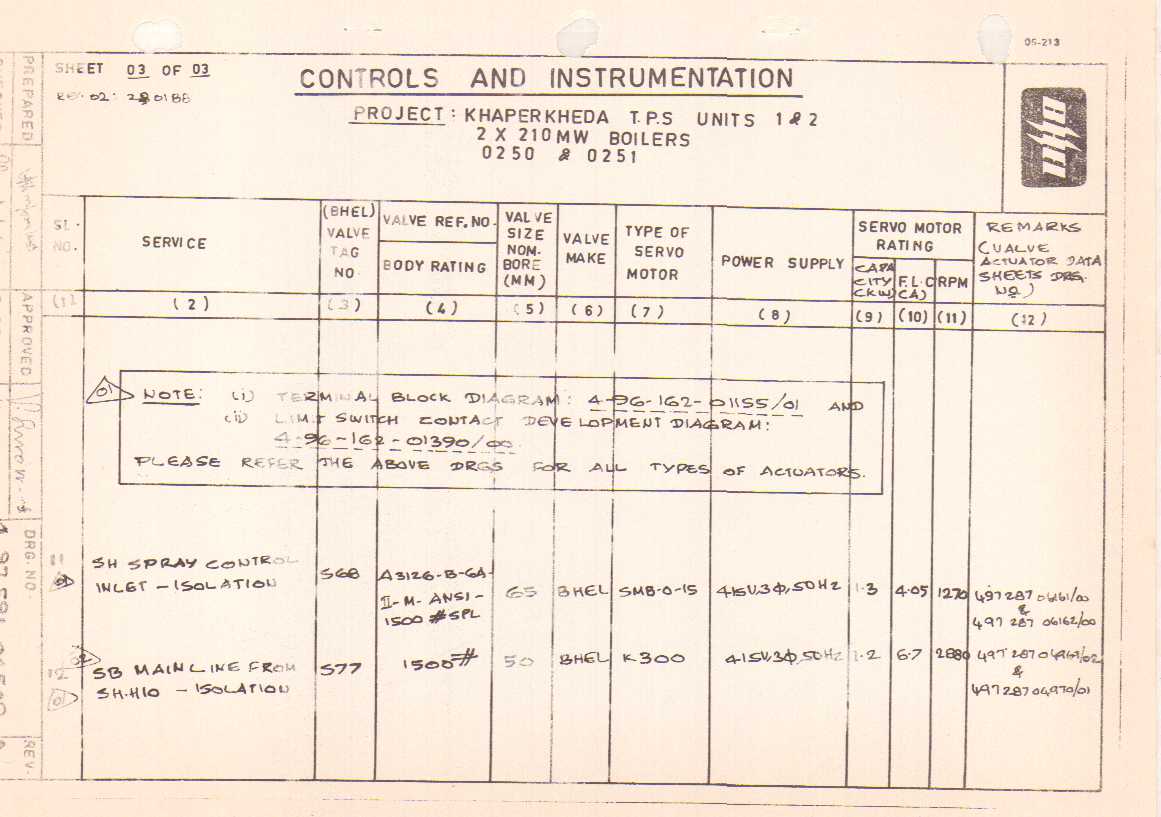 05-213
SHEET 03 OF 03
REV. 02: 280188
CONTROLS AND INSTRUMENTATION
PROJECT: KHAPERKHEDA T.P.S UNITS 1 & 2
2 X 210 MW BOILERS
0250 & 0251
SL. NO.
SERVICE
(BHEL) VALVE TAG NO.
VALVE REF. NO.
BODY RATING
VALVE SIZE NOM. BORE (MM)
VALVE MAKE
TYPE OF SERVO MOTOR
POWER SUPPLY
SERVO MOTOR RATING
CAPACITY (KW)
F.L.C (A)
RPM
REMARKS (VALVE ACTUATOR DATA SHEETS DRG. NO)
(1) (2) (3) (4) (5) (6) (7) (8) (9) (10) (11) (12)
01 NOTE: (i) TERMINAL BLOCK DIAGRAM: 4-96-162-01155/01 AND
(ii) LIMIT SWITCH CONTACT DEVELOPMENT DIAGRAM:
4-96-162-01390/00.
PLEASE REFER THE ABOVE DRGS FOR ALL TYPES OF ACTUATORS.
11 SH SPRAY CONTROL S68 A3126-B-6A- 65 BHEL SMB-0-15 415V,3Φ,50HZ 1.3 4.05 1270 497 287 06161/00
01 INLET - ISOLATION II-M-ANSI- &
1500 # SPL 497 287 06162/00
02
12 SB MAINLINE FROM S77 1500# 50 BHEL K300 415V,3Φ,50HZ 1.2 6.7 2880 497 287 04969/02
01 SH.H10 - ISOLATION &
497 287 04970/01
PREPARED
APPROVED
DRG. NO.
REV.